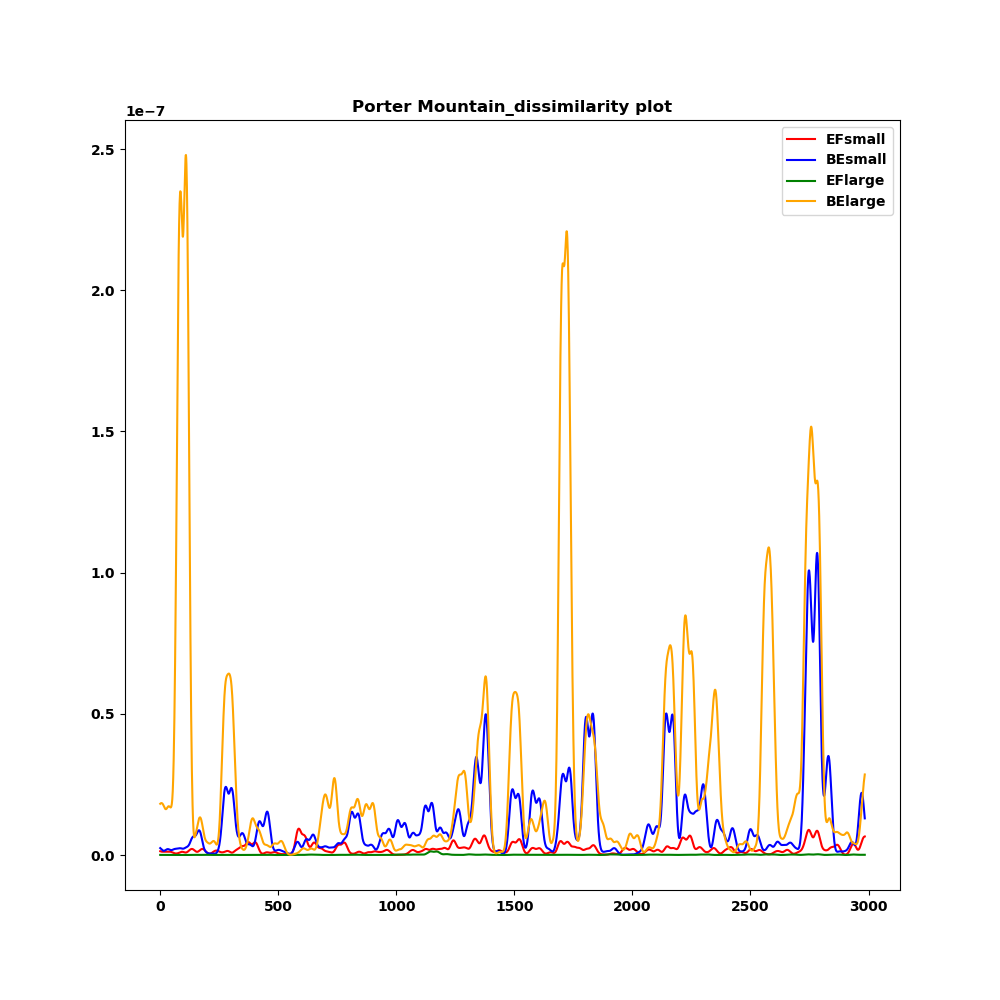 Porter Mountain_dissimilarity plot
1e−7
2.5
2.0
1.5
1.0
0.5
0.0
0 500 1000 1500 2000 2500 3000
EFsmall
BEsmall
EFlarge
BElarge